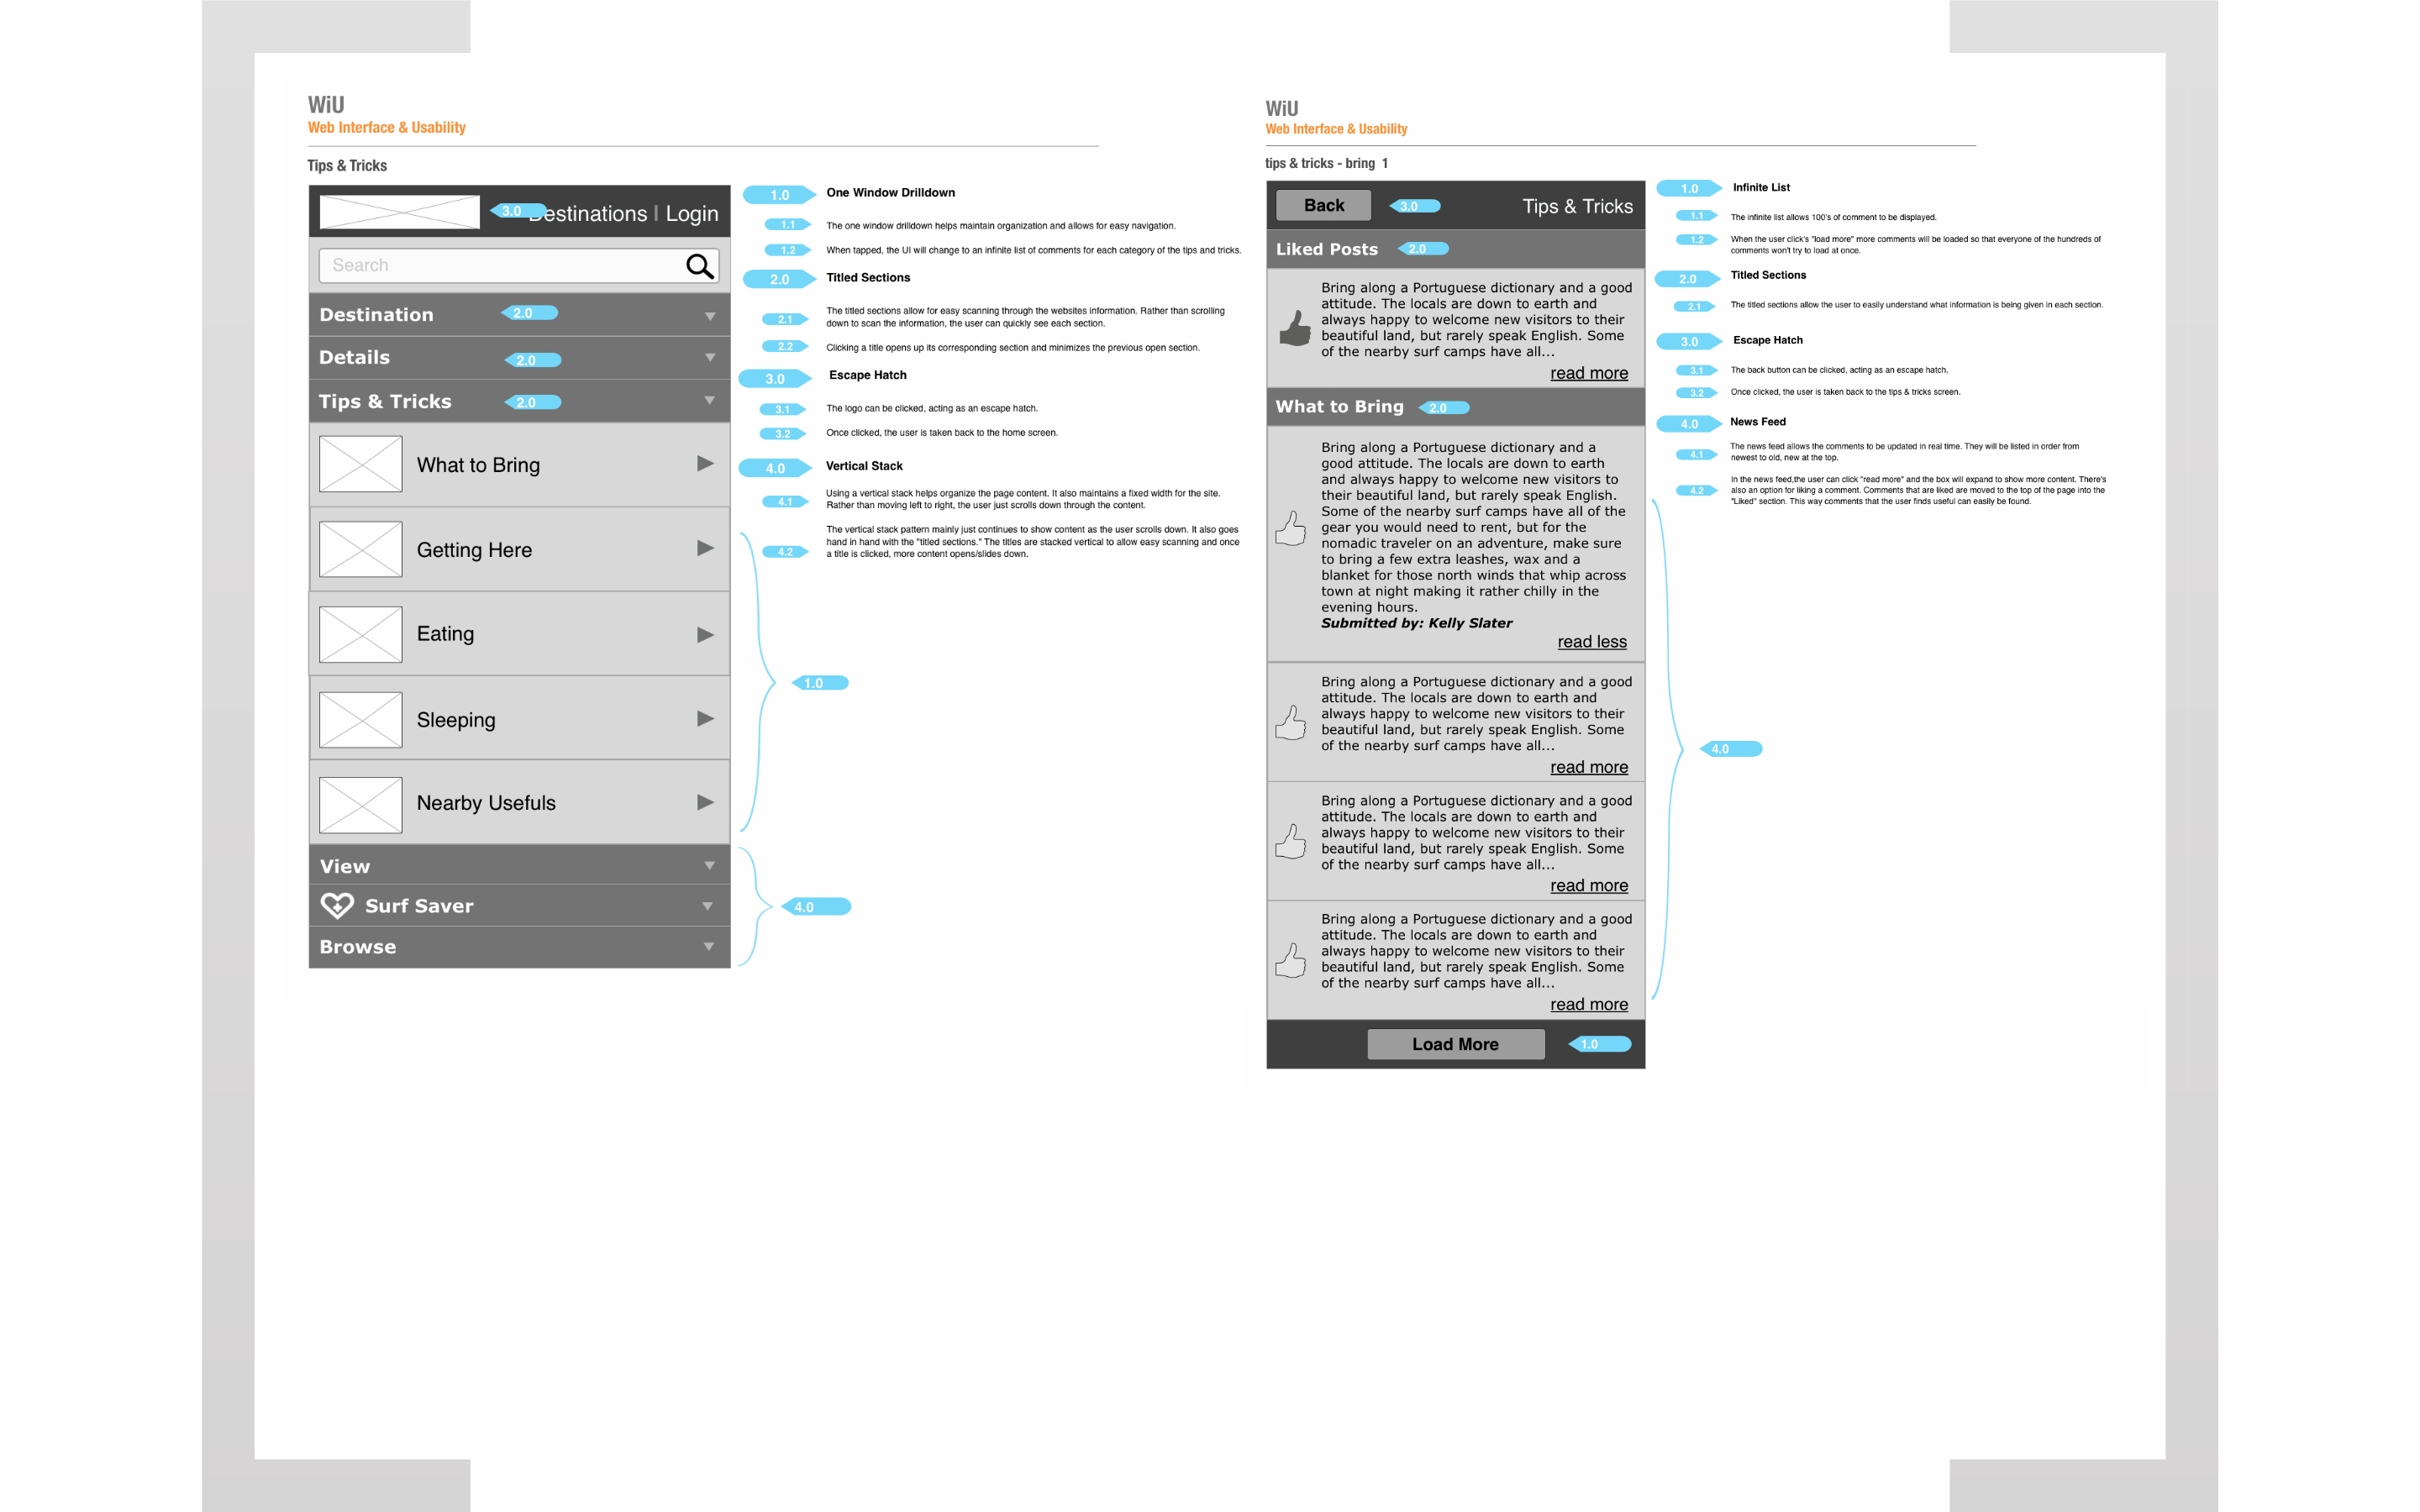 WiU
Web Interface & Usability
Tips & Tricks
3.0
Destinations | Login
Search
Destination
2.0
Details
2.0
Tips & Tricks
2.0
What to Bring
Getting Here
Eating
Sleeping
Nearby Usefuls
View
Surf Saver
Browse
1.0
One Window Drilldown
1.1
The one window drilldown helps maintain organization and allows for easy navigation.
1.2
When tapped, the UI will change to an infinite list of comments for each category of the tips and tricks.
2.0
Titled Sections
2.1
The titled sections allow for easy scanning through the websites information. Rather than scrolling
down to scan the information, the user can quickly see each section.
2.2
Clicking a title opens up its corresponding section and minimizes the previous open section.
3.0
Escape Hatch
3.1
The logo can be clicked, acting as an escape hatch.
3.2
Once clicked, the user is taken back to the home screen.
4.0
Vertical Stack
4.1
Using a vertical stack helps organize the page content. It also maintains a fixed width for the site.
Rather than moving left to right, the user just scrolls down through the content.
4.2
The vertical stack pattern mainly just continues to show content as the user scrolls down. It also goes
hand in hand with the "titled sections." The titles are stacked vertical to allow easy scanning and once
a title is clicked, more content opens/slides down.
1.0
4.0
WiU
Web Interface & Usability
tips & tricks - bring 1
Back
3.0
Tips & Tricks
Liked Posts
2.0
Bring along a Portuguese dictionary and a good
attitude. The locals are down to earth and
always happy to welcome new visitors to their
beautiful land, but rarely speak English. Some
of the nearby surf camps have all...
read more
What to Bring
2.0
Bring along a Portuguese dictionary and a
good attitude. The locals are down to earth
and always happy to welcome new visitors to
their beautiful land, but rarely speak English.
Some of the nearby surf camps have all of the
gear you would need to rent, but for the
nomadic traveler on an adventure, make sure
to bring a few extra leashes, wax and a
blanket for those north winds that whip across
town at night making it rather chilly in the
evening hours.
Submitted by: Kelly Slater
read less
Bring along a Portuguese dictionary and a good
attitude. The locals are down to earth and
always happy to welcome new visitors to their
beautiful land, but rarely speak English. Some
of the nearby surf camps have all...
read more
Bring along a Portuguese dictionary and a good
attitude. The locals are down to earth and
always happy to welcome new visitors to their
beautiful land, but rarely speak English. Some
of the nearby surf camps have all...
read more
Bring along a Portuguese dictionary and a good
attitude. The locals are down to earth and
always happy to welcome new visitors to their
beautiful land, but rarely speak English. Some
of the nearby surf camps have all...
read more
Load More
1.0
1.0
Infinite List
1.1
The infinite list allows 100's of comment to be displayed.
1.2
When the user click's "load more" more comments will be loaded so that everyone of the hundreds of
comments won't try to load at once.
2.0
Titled Sections
2.1
The titled sections allow the user to easily understand what information is being given in each section.
3.0
Escape Hatch
3.1
The back button can be clicked, acting as an escape hatch.
3.2
Once clicked, the user is taken back to the tips & tricks screen.
4.0
News Feed
4.1
The news feed allows the comments to be updated in real time. They will be listed in order from
newest to old, new at the top.
4.2
In the news feed,the user can click "read more" and the box will expand to show more content. There's
also an option for liking a comment. Comments that are liked are moved to the top of the page into the
"Liked" section. This way comments that the user finds useful can easily be found.
4.0